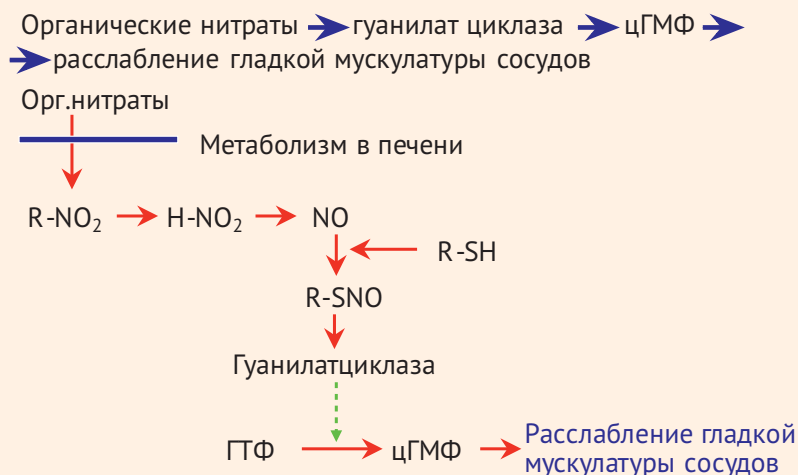 Органические нитраты гуанилат циклаза цГМФ
расслабление гладкой мускулатуры сосудов
Орг.нитраты
Метаболизм в печени
R-NO₂ H-NO₂ NO
R-SH
R-SNO
Гуанилатциклаза
ГТФ цГМФ Расслабление гладкой
мускулатуры сосудов